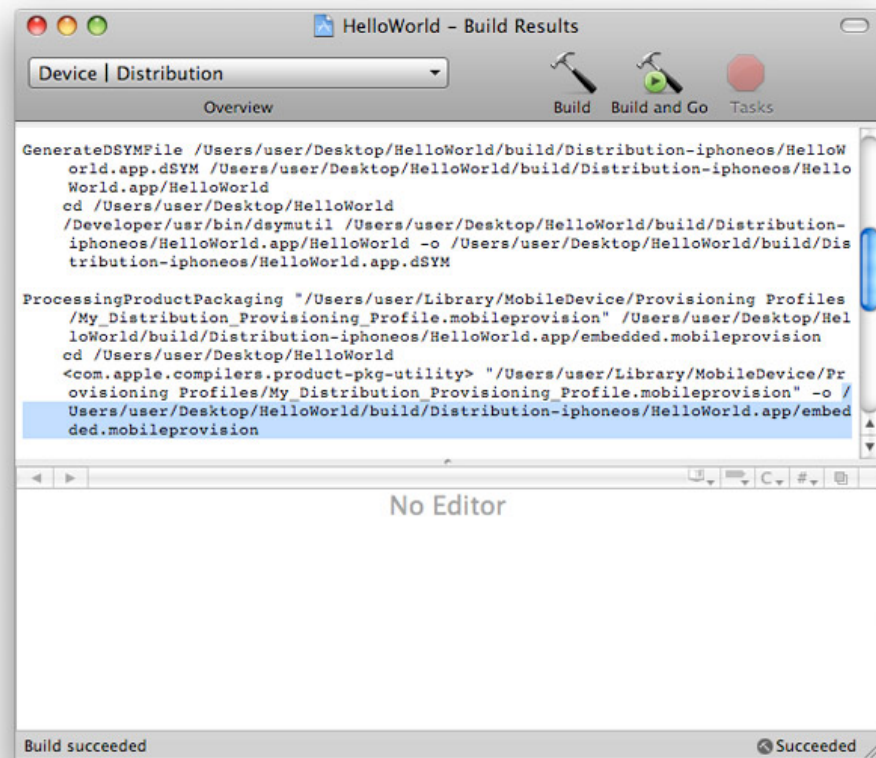 HelloWorld – Build Results
Device | Distribution
Overview
Build
Build and Go
Tasks
GenerateDSYMFile /Users/user/Desktop/HelloWorld/build/Distribution-iphoneos/HelloW
orld.app.dSYM /Users/user/Desktop/HelloWorld/build/Distribution-iphoneos/Hello
World.app/HelloWorld
cd /Users/user/Desktop/HelloWorld
/Developer/usr/bin/dsymutil /Users/user/Desktop/HelloWorld/build/Distribution-
iphoneos/HelloWorld.app/HelloWorld -o /Users/user/Desktop/HelloWorld/build/Dis
tribution-iphoneos/HelloWorld.app.dSYM
ProcessingProductPackaging "/Users/user/Library/MobileDevice/Provisioning Profiles
/My_Distribution_Provisioning_Profile.mobileprovision" /Users/user/Desktop/Hel
loWorld/build/Distribution-iphoneos/HelloWorld.app/embedded.mobileprovision
cd /Users/user/Desktop/HelloWorld
<com.apple.compilers.product-pkg-utility> "/Users/user/Library/MobileDevice/Pr
ovisioning Profiles/My_Distribution_Provisioning_Profile.mobileprovision" -o /
Users/user/Desktop/HelloWorld/build/Distribution-iphoneos/HelloWorld.app/embed
ded.mobileprovision
C
#
No Editor
Build succeeded
Succeeded